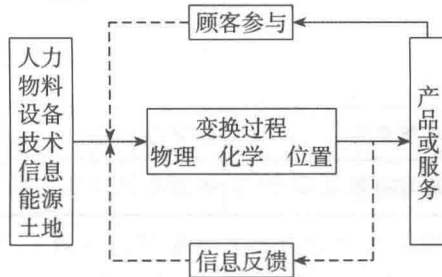 顾客参与
人力
物料
设备
技术
信息
能源
土地
变换过程
物理 化学 位置
产品或服务
信息反馈